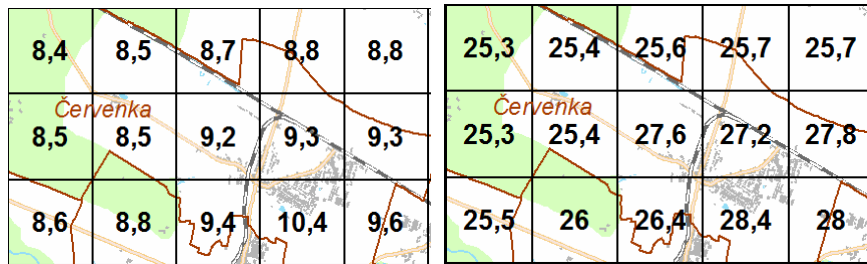 8,4 8,5 8,7 8,8 8,8
Červenka
8,5 8,5 9,2 9,3 9,3
8,6 8,8 9,4 10,4 9,6
25,3 25,4 25,6 25,7 25,7
Červenka
25,3 25,4 27,6 27,2 27,8
25,5 26 26,4 28,4 28